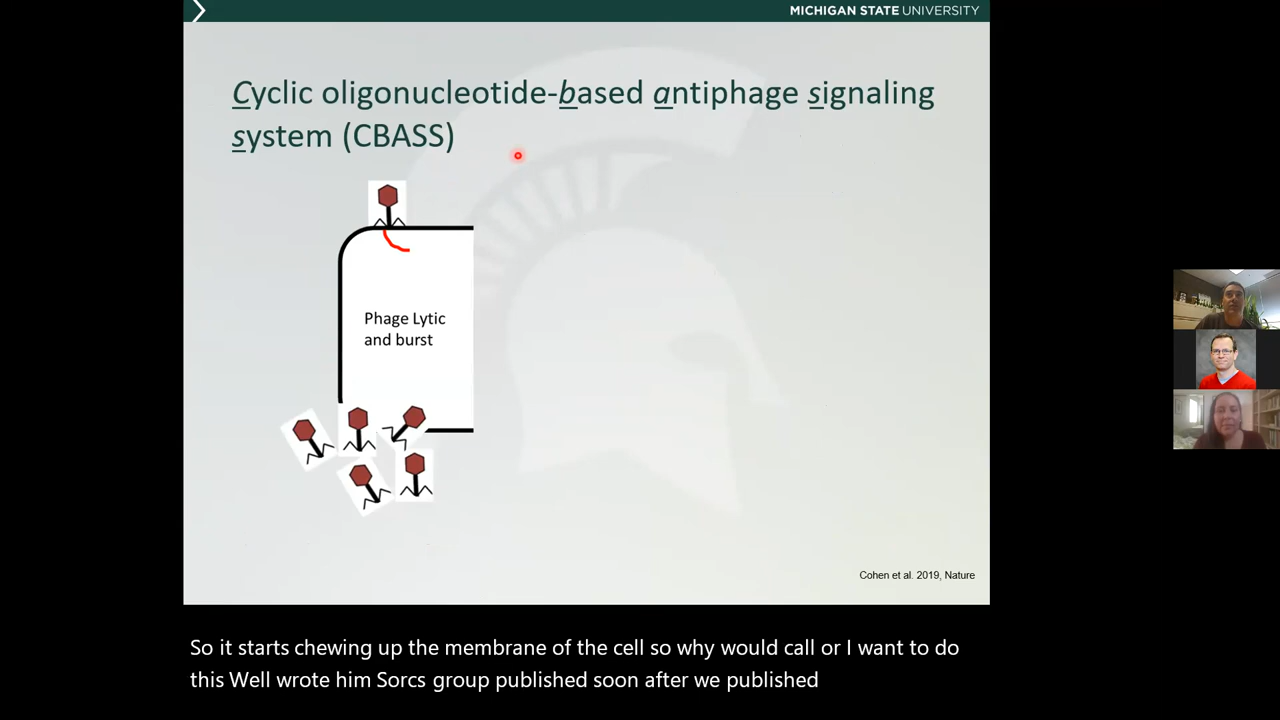 MICHIGAN STATE UNIVERSITY
Cyclic oligonucleotide-based antiphage signaling
system (CBASS)
Phage Lytic
and burst
Cohen et al. 2019, Nature
So it starts chewing up the membrane of the cell so why would call or I want to do
this Well wrote him Sorcs group published soon after we published